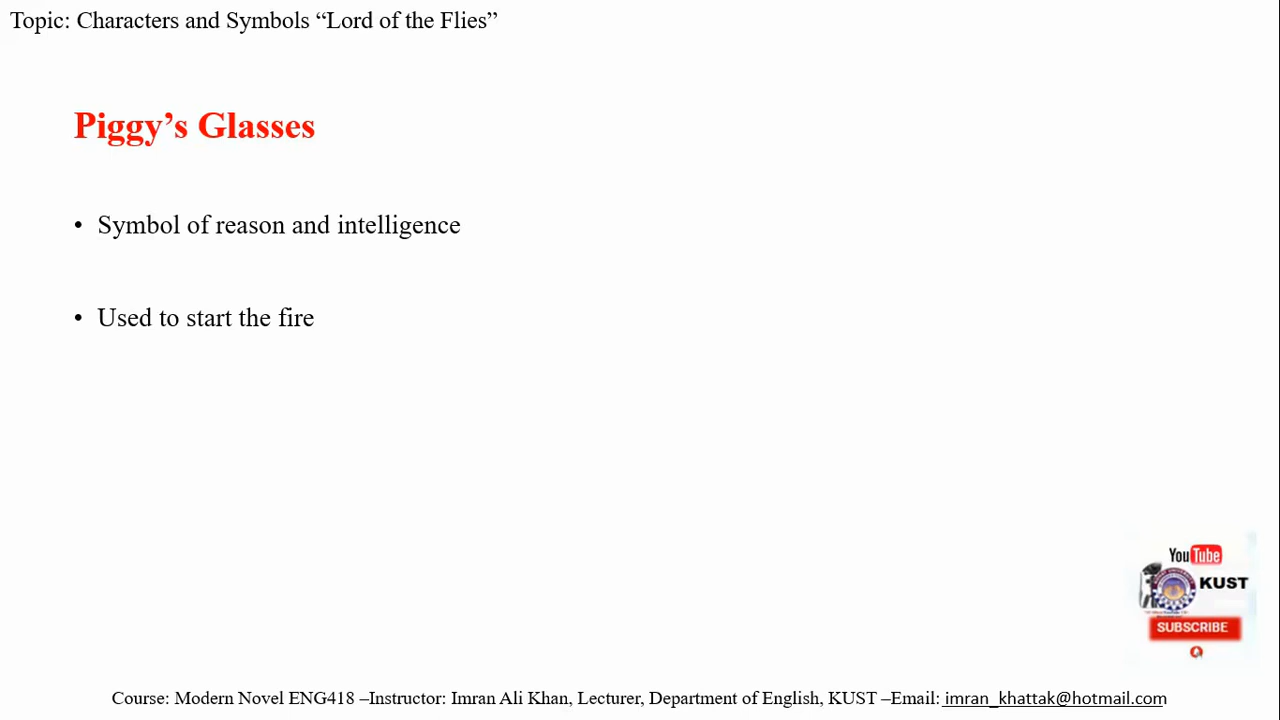 Topic: Characters and Symbols “Lord of the Flies”
Piggy’s Glasses
• Symbol of reason and intelligence
• Used to start the fire
YouTube
KUST
SUBSCRIBE
Course: Modern Novel ENG418 –Instructor: Imran Ali Khan, Lecturer, Department of English, KUST –Email: imran_khattak@hotmail.com